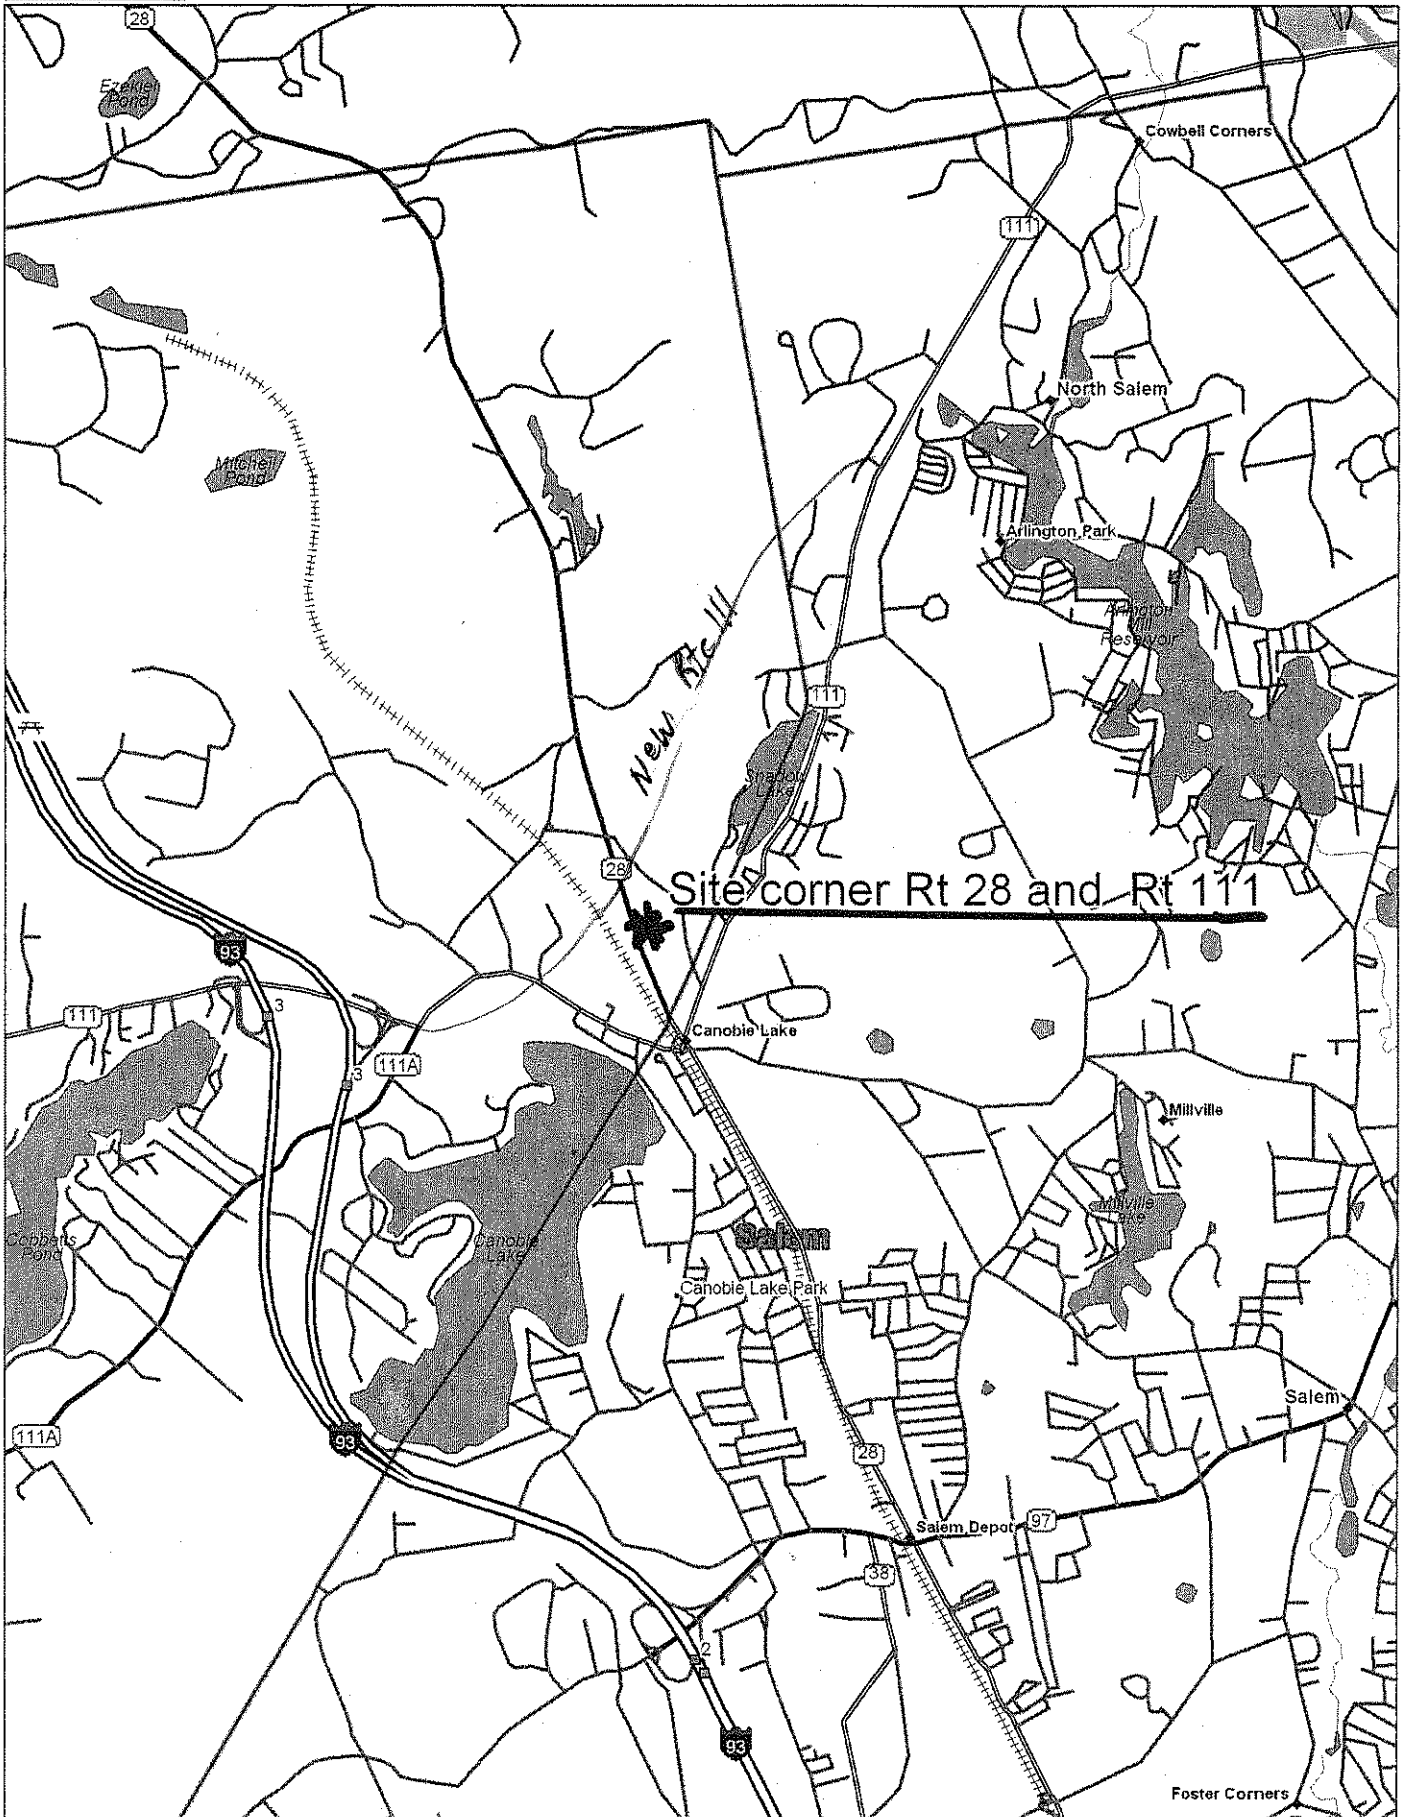 28
Ezekiel
Pond
Cowbell Corners
111
North Salem
Mitchell
Pond
Arlington Park
Arlington
Mill
Reservoir
New Rte 111
111
Shadow
Lake
28
Site corner Rt 28 and Rt 111
93
3
111
Canobie Lake
111A
3
Millville
Millville
Lake
Cobbetts
Pond
Canobie
Lake
Salem
Canobie Lake Park
Salem
111A
93
28
Salem Depot
97
38
2
93
Foster Corners